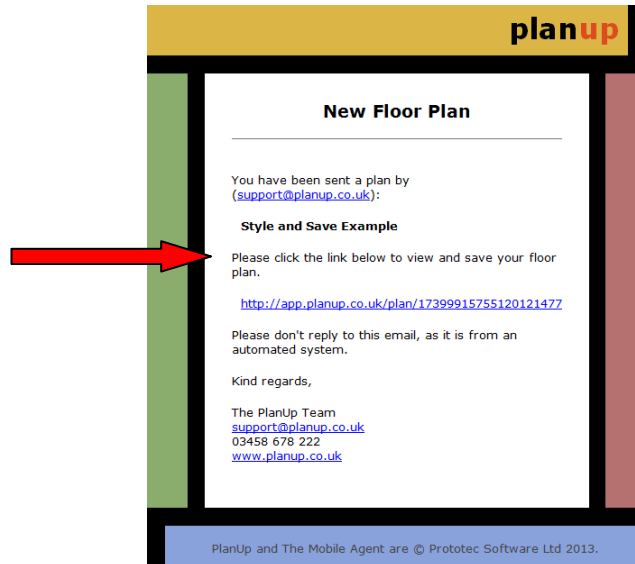 planup
New Floor Plan
You have been sent a plan by
(support@planup.co.uk):
Style and Save Example
Please click the link below to view and save your floor
plan.
http://app.planup.co.uk/plan/17399915755120121477
Please don't reply to this email, as it is from an
automated system.
Kind regards,
The PlanUp Team
support@planup.co.uk
03458 678 222
www.planup.co.uk
PlanUp and The Mobile Agent are © Prototec Software Ltd 2013.